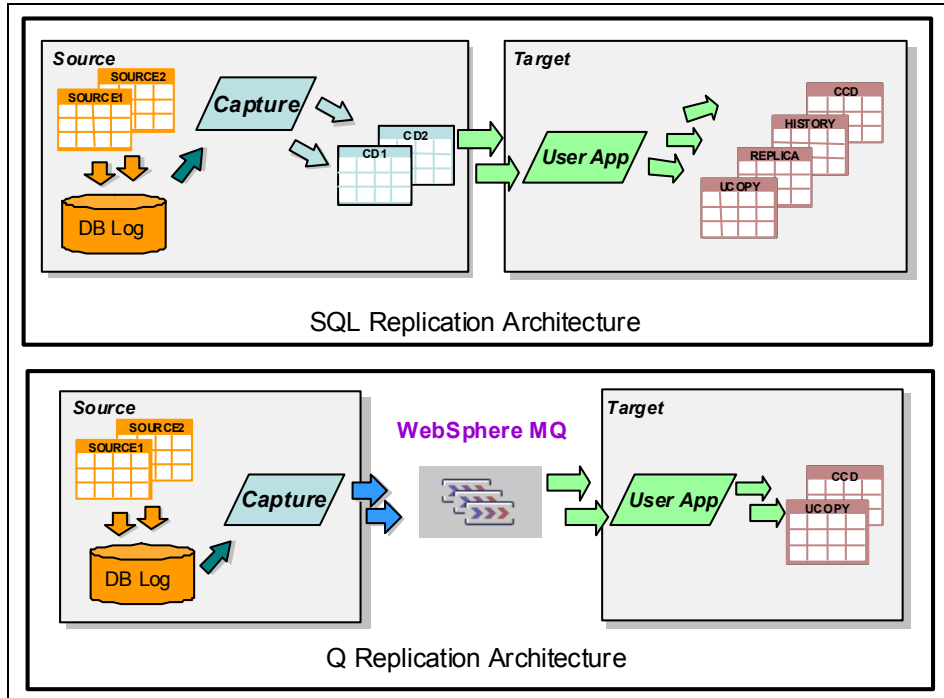 Source
SOURCE2
SOURCE1
DB Log
Capture
CD2
CD1
Target
User App
CCD
HISTORY
REPLICA
UCOPY
SQL Replication Architecture
Source
SOURCE2
SOURCE1
DB Log
Capture
WebSphere MQ
Target
User App
CCD
UCOPY
Q Replication Architecture